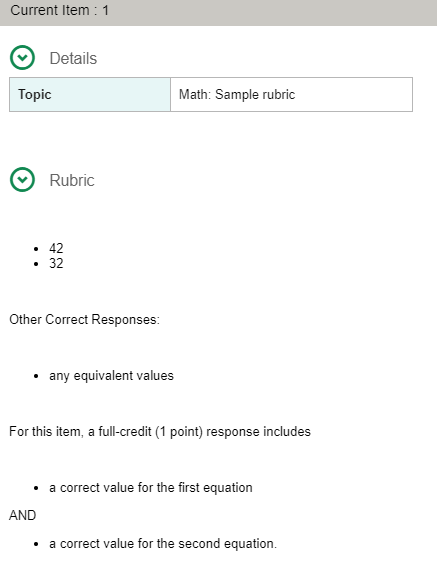 Current Item : 1
Details
Topic Math: Sample rubric
Rubric
• 42
• 32
Other Correct Responses:
• any equivalent values
For this item, a full-credit (1 point) response includes
• a correct value for the first equation
AND
• a correct value for the second equation.